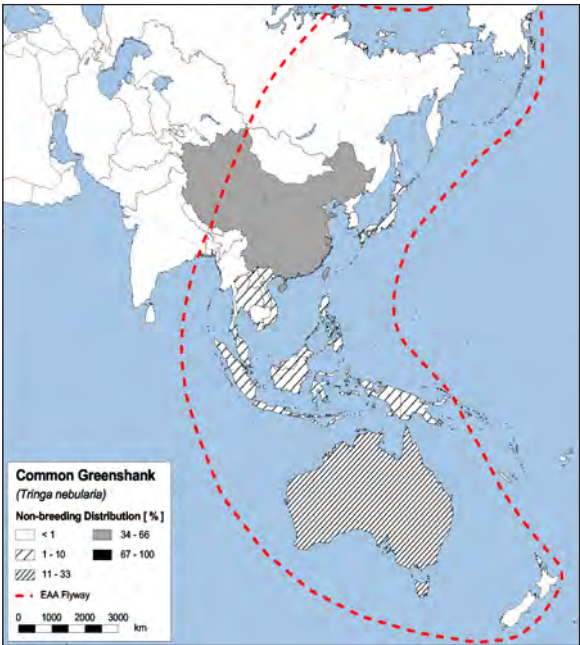 Common Greenshank
(Tringa nebularia)
Non-breeding Distribution [ % ]
< 1
34 - 66
1 - 10
67 - 100
11 - 33
EAA Flyway
0 1000 2000 3000
km